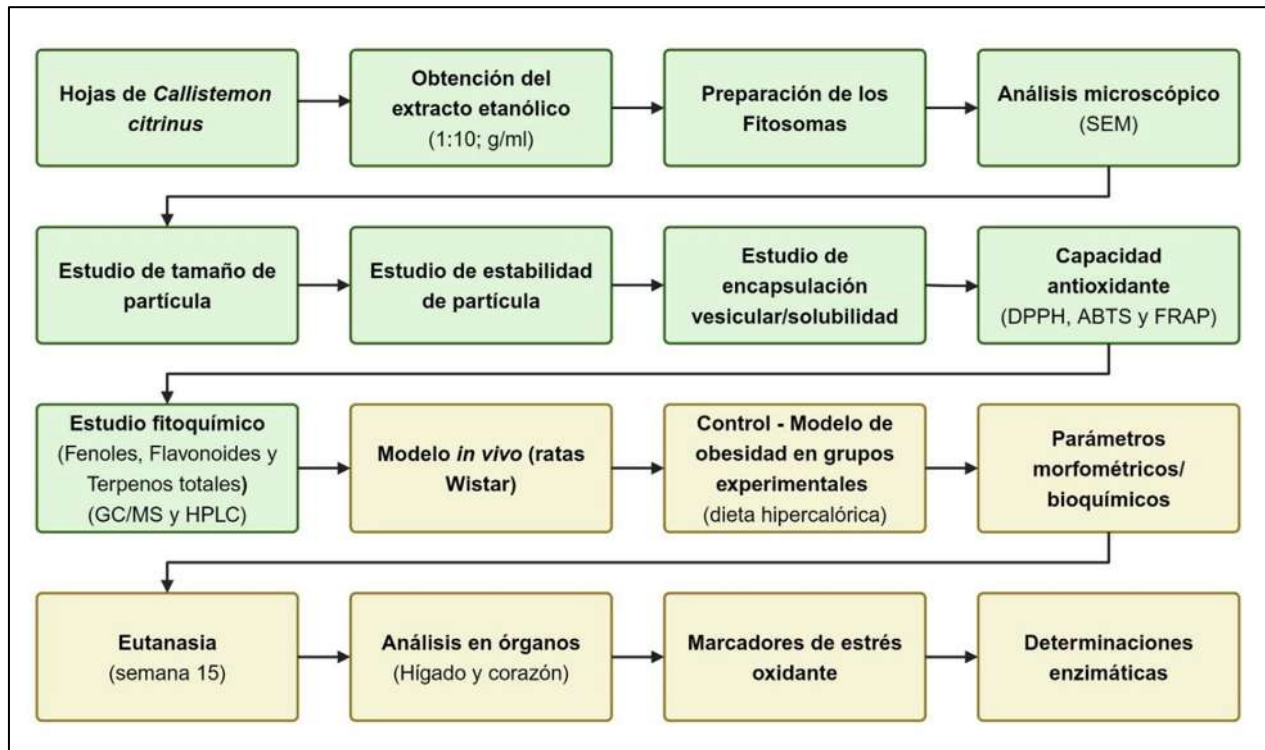 Hojas de Callistemon
citrinus
Obtención del
extracto etanólico
(1:10; g/ml)
Preparación de los
Fitosomas
Análisis microscópico
(SEM)
Estudio de tamaño de
partícula
Estudio de estabilidad
de partícula
Estudio de
encapsulación
vesicular/solubilidad
Capacidad
antioxidante
(DPPH, ABTS y FRAP)
Estudio fitoquímico
(Fenoles, Flavonoides y
Terpenos totales)
(GC/MS y HPLC)
Modelo in vivo (ratas
Wistar)
Control - Modelo de
obesidad en grupos
experimentales
(dieta hipercalórica)
Parámetros
morfométricos/
bioquímicos
Eutanasia
(semana 15)
Análisis en órganos
(Hígado y corazón)
Marcadores de estrés
oxidante
Determinaciones
enzimáticas